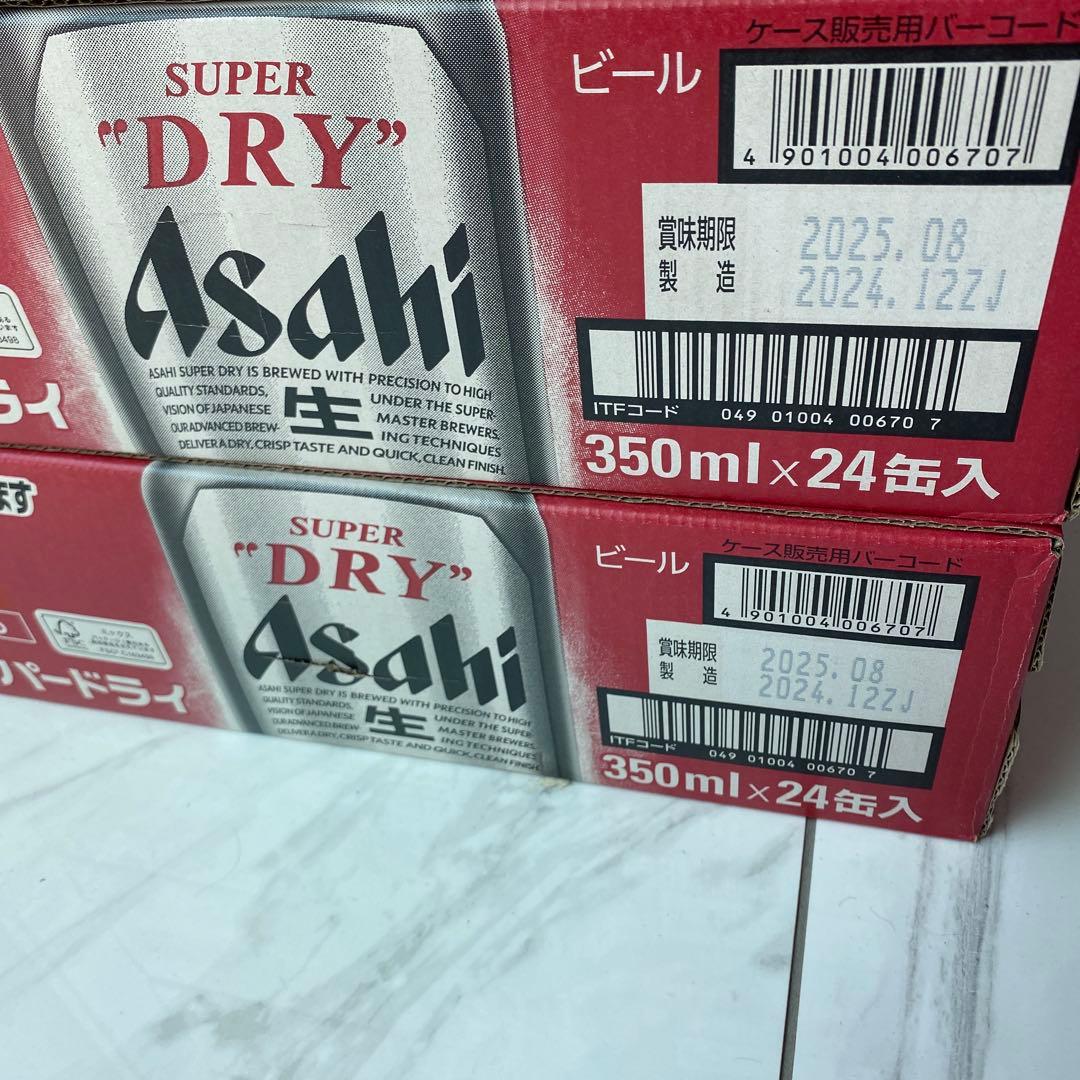 ケース販売用バーコード
ビール
4 901004 006707
SUPER
"DRY"
Asahi
賞味期限 2025.08
製 造 2024.12ZJ
ASAHI SUPER DRY IS BREWED WITH PRECISION TO HIGH
QUALITY STANDARDS, UNDER THE SUPER-
VISION OF JAPANESE 生 MASTER BREWERS.
OUR ADVANCED BREW- ING TECHNIQUES
DELIVER A DRY, CRISP TASTE AND QUICK, CLEAN FINISH.
ITFコード 049 01004 00670 7
350ml×24缶入
ライ
ます
ケース販売用バーコード
ビール
4 901004 006707
SUPER
"DRY"
Asahi
賞味期限 2025.08
製 造 2024.12ZJ
ASAHI SUPER DRY IS BREWED WITH PRECISION TO HIGH
QUALITY STANDARDS, UNDER THE SUPER-
VISION OF JAPANESE 生 MASTER BREWERS.
OUR ADVANCED BREW- ING TECHNIQUES
DELIVER A DRY, CRISP TASTE AND QUICK, CLEAN FINISH.
ITFコード 049 01004 00670 7
350ml×24缶入
FSC
ミックス
パードライ